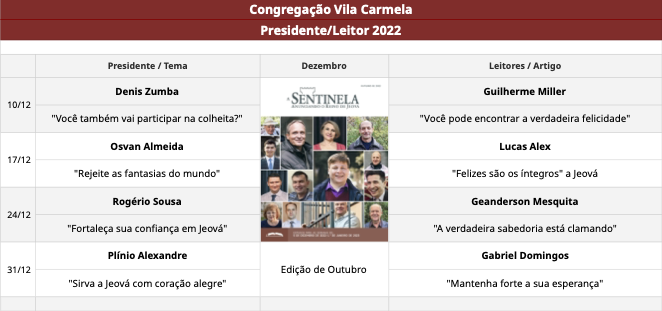 Congregação Vila Carmela
Presidente/Leitor 2022
Presidente / Tema
Dezembro
Leitores / Artigo
10/12
Denis Zumba
"Você também vai participar na colheita?"
A SENTINELA
Guilherme Miller
"Você pode encontrar a verdadeira felicidade"
17/12
Osvan Almeida
"Rejeite as fantasias do mundo"
Lucas Alex
"Felizes são os íntegros" a Jeová
24/12
Rogério Sousa
"Fortaleça sua confiança em Jeová"
Geanderson Mesquita
"A verdadeira sabedoria está clamando"
31/12
Plínio Alexandre
"Sirva a Jeová com coração alegre"
Edição de Outubro
Gabriel Domingos
"Mantenha forte a sua esperança"